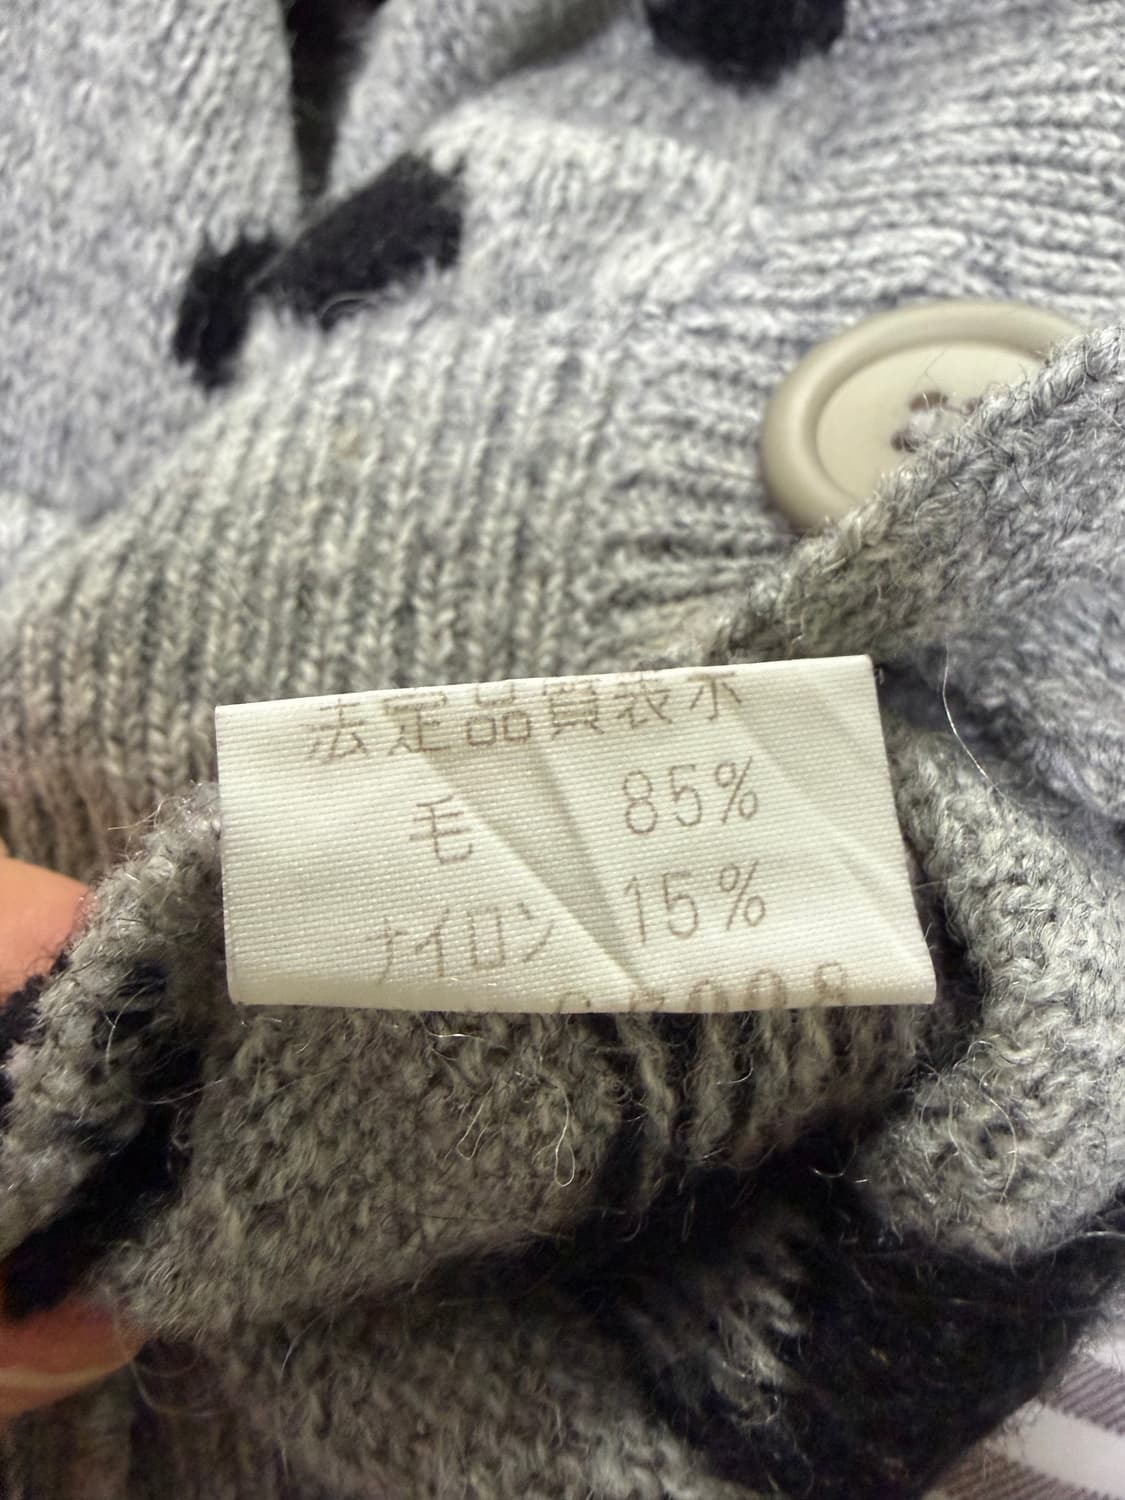 法定品質表示
毛 85%
ナイロン 15%